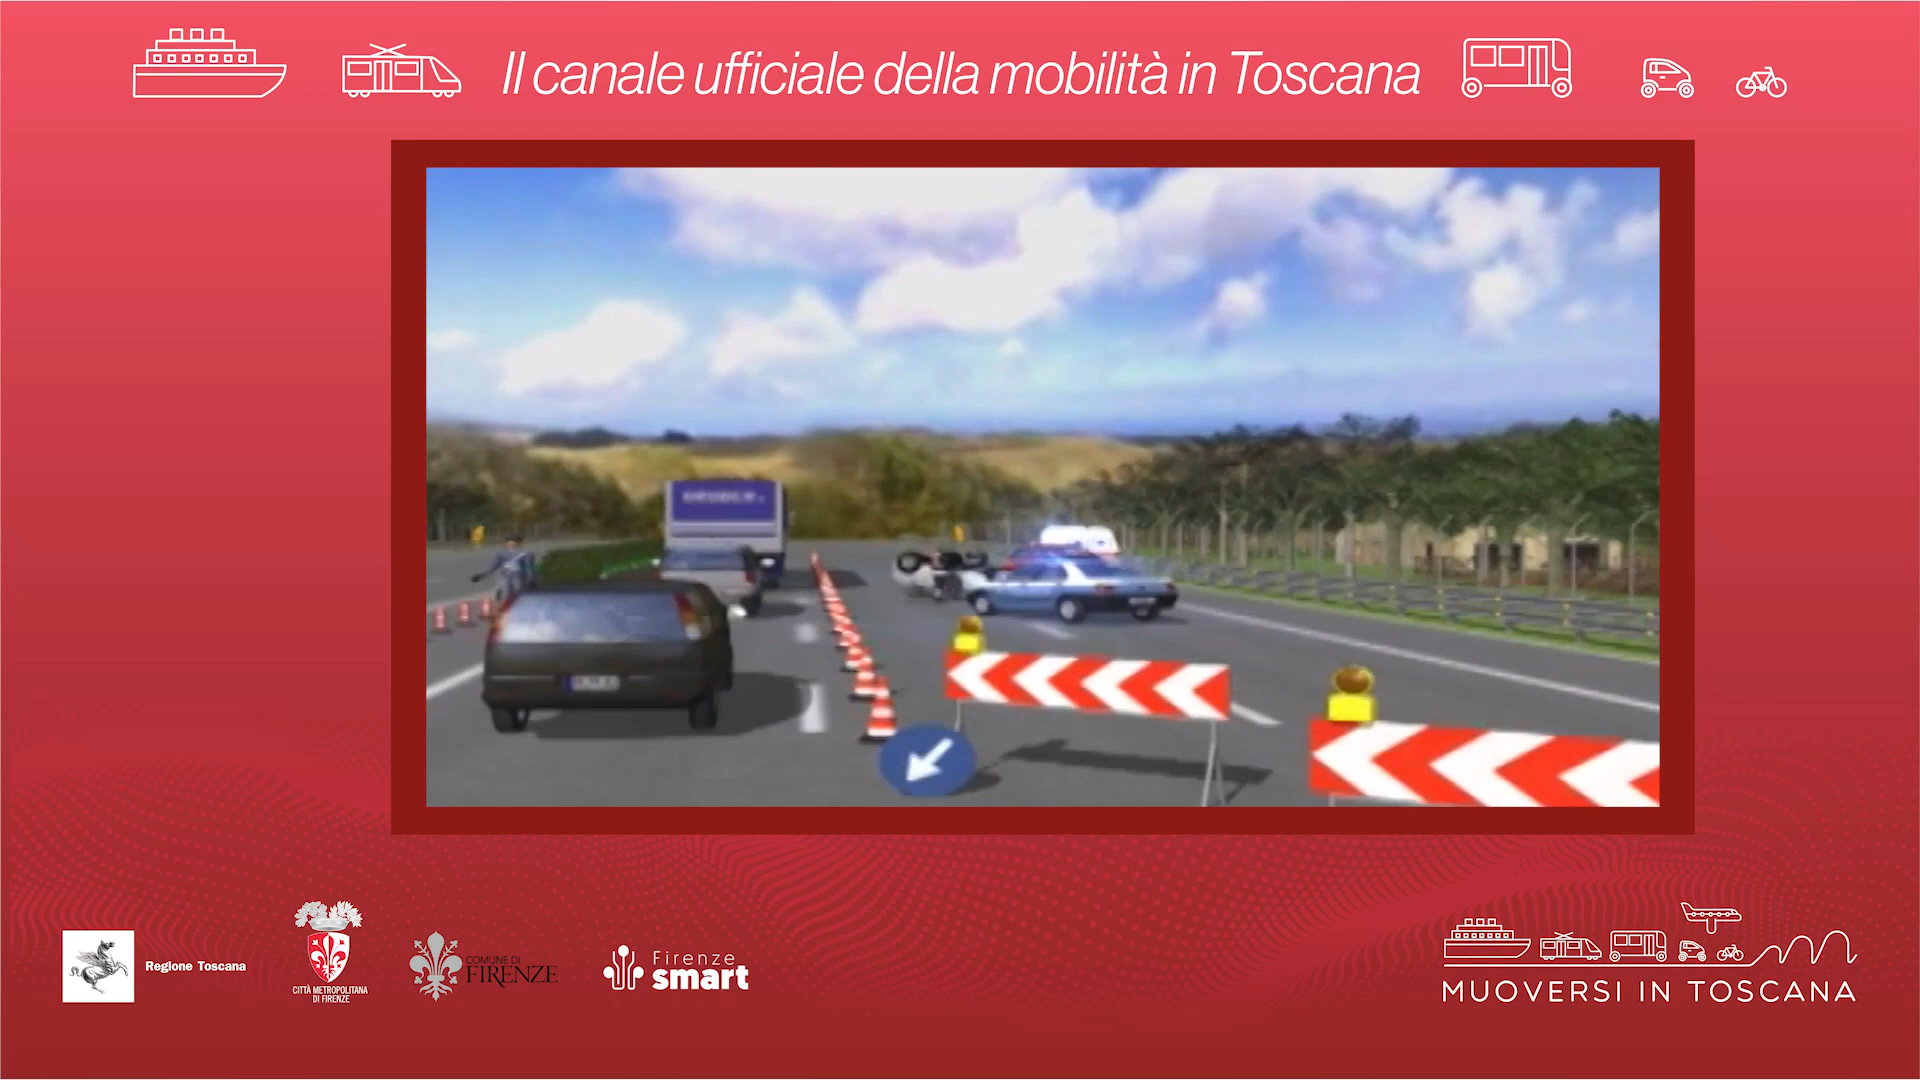 Il canale ufficiale della mobilità in Toscana
Regione Toscana
CITTÀ METROPOLITANA
DI FIRENZE
COMUNE DI
FIRENZE
Firenze
smart
MUOVERSI IN TOSCANA